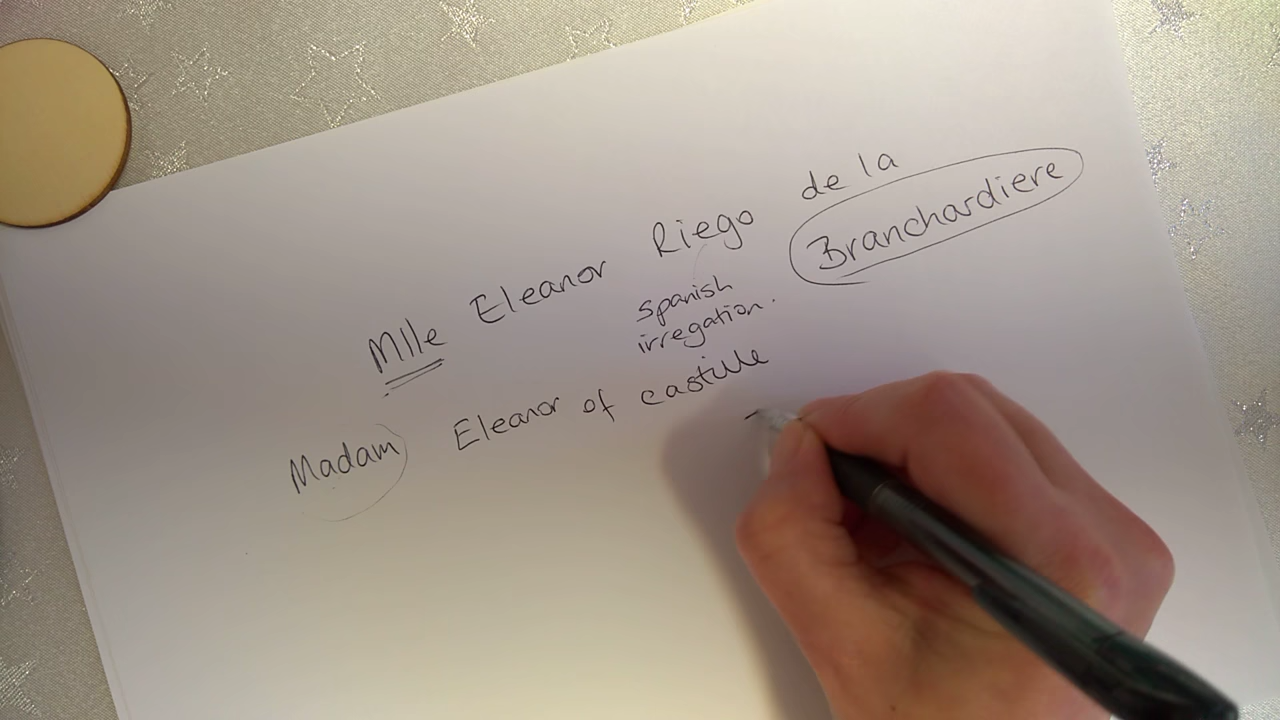 Mlle Eleanor Riego de la
Branchardiere
spanish
irregation.
Madam Eleanor of castille